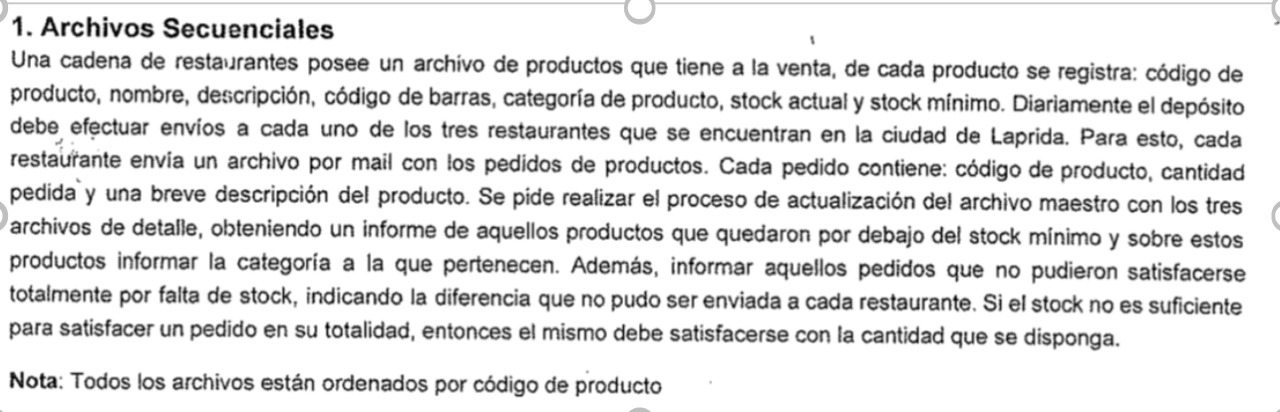 1. Archivos Secuenciales
Una cadena de restaurantes posee un archivo de productos que tiene a la venta, de cada producto se registra: código de
producto, nombre, descripción, código de barras, categoría de producto, stock actual y stock mínimo. Diariamente el depósito
debe efectuar envíos a cada uno de los tres restaurantes que se encuentran en la ciudad de Laprida. Para esto, cada
restaurante envía un archivo por mail con los pedidos de productos. Cada pedido contiene: código de producto, cantidad
pedida y una breve descripción del producto. Se pide realizar el proceso de actualización del archivo maestro con los tres
archivos de detalle, obteniendo un informe de aquellos productos que quedaron por debajo del stock mínimo y sobre estos
productos informar la categoría a la que pertenecen. Además, informar aquellos pedidos que no pudieron satisfacerse
totalmente por falta de stock, indicando la diferencia que no pudo ser enviada a cada restaurante. Si el stock no es suficiente
para satisfacer un pedido en su totalidad, entonces el mismo debe satisfacerse con la cantidad que se disponga.
Nota: Todos los archivos están ordenados por código de producto